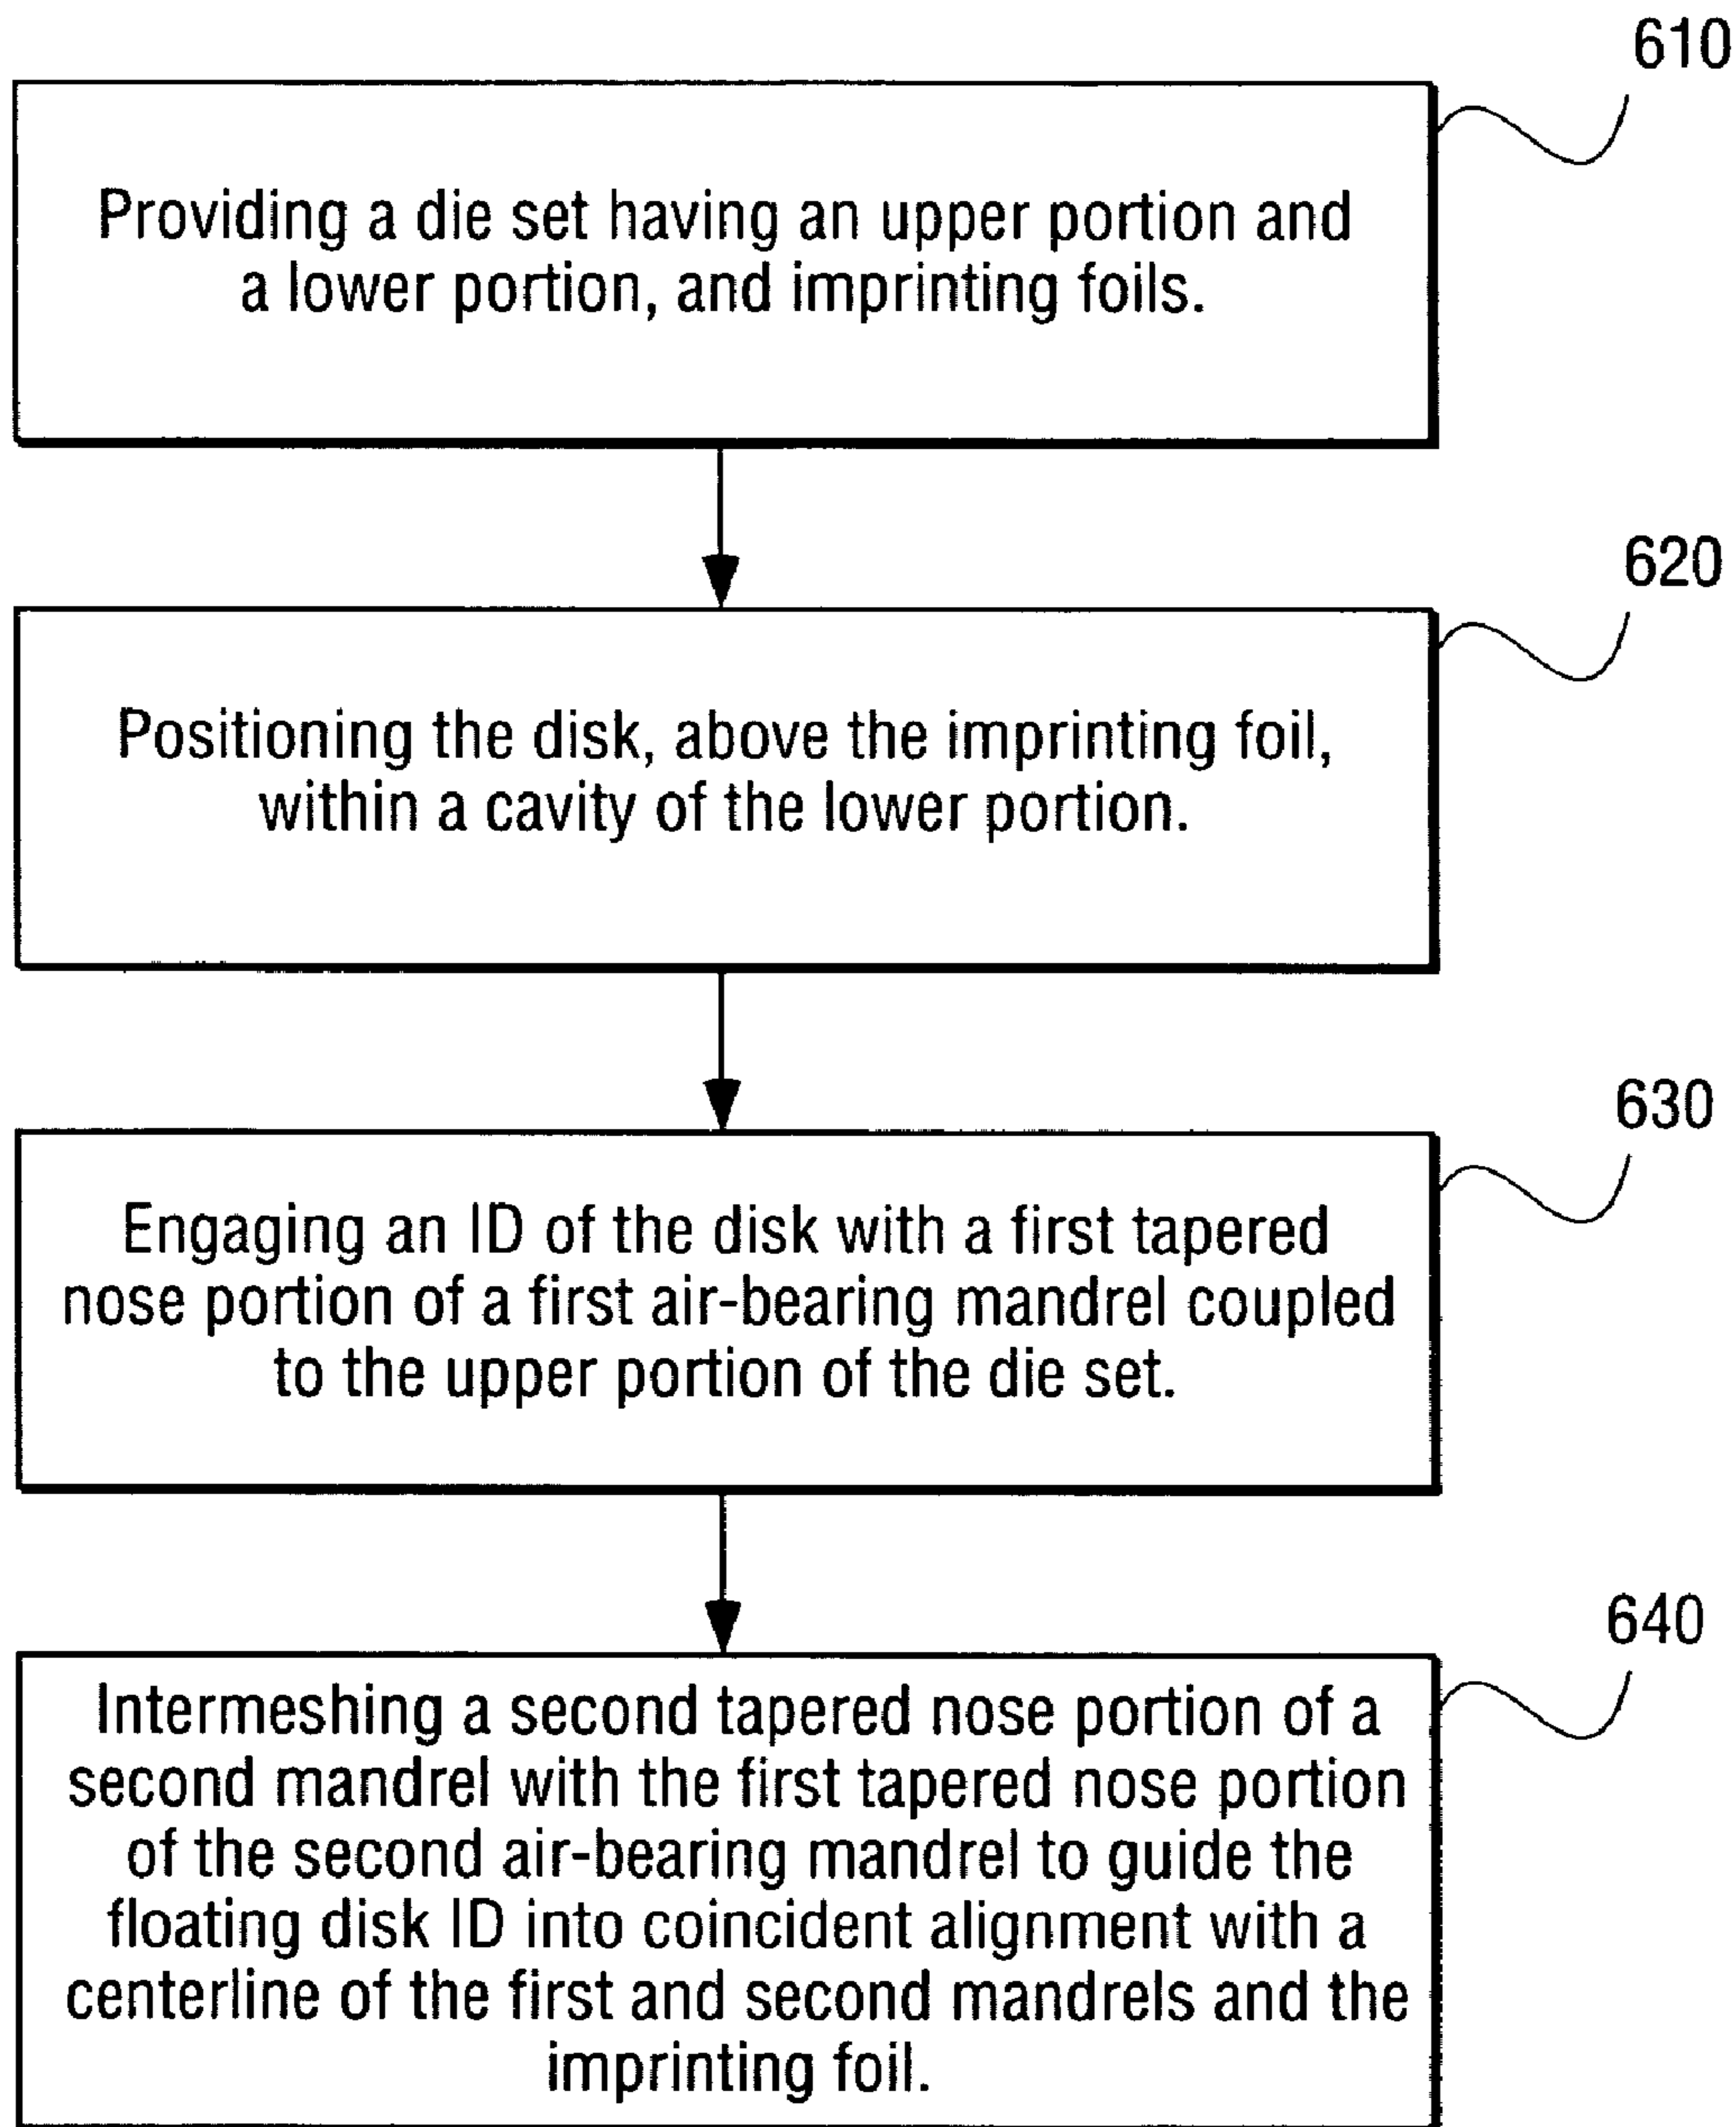 610
Providing a die set having an upper portion and
a lower portion, and imprinting foils.
620
Positioning the disk, above the imprinting foil,
within a cavity of the lower portion.
630
Engaging an ID of the disk with a first tapered
nose portion of a first air-bearing mandrel coupled
to the upper portion of the die set.
640
Intermeshing a second tapered nose portion of a
second mandrel with the first tapered nose portion
of the second air-bearing mandrel to guide the
floating disk ID into coincident alignment with a
centerline of the first and second mandrels and the
imprinting foil.